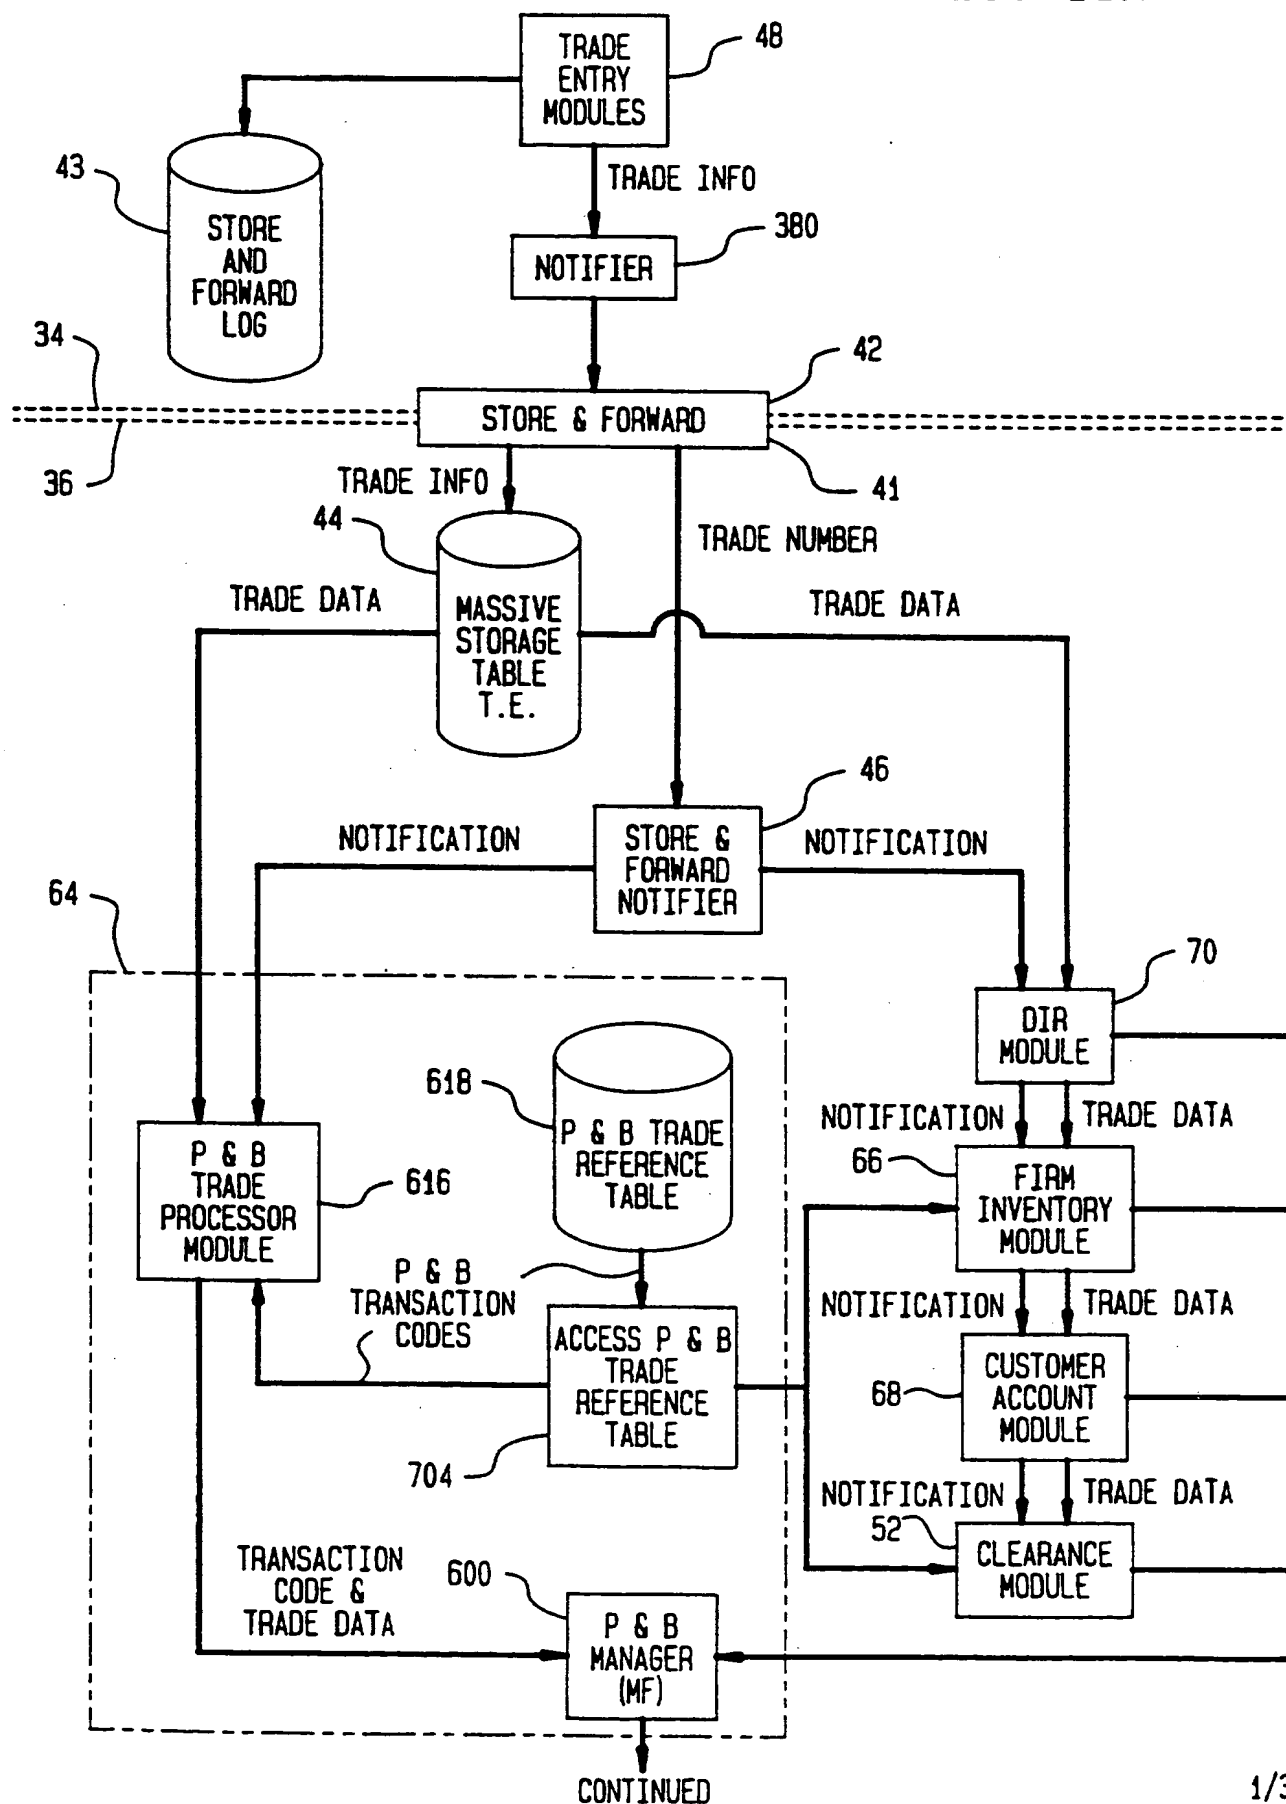 48
TRADE
ENTRY
MODULES
43
TRADE INFO
STORE
AND
FORWARD
LOG
380
NOTIFIER
34
42
STORE & FORWARD
36
41
TRADE INFO
44
TRADE NUMBER
TRADE DATA
TRADE DATA
MASSIVE
STORAGE
TABLE
T.E.
46
NOTIFICATION
STORE &
FORWARD
NOTIFIER
NOTIFICATION
64
70
DIR
MODULE
618
NOTIFICATION
TRADE DATA
P & B TRADE
REFERENCE
TABLE
P & B
TRADE
PROCESSOR
MODULE
616
66
FIRM
INVENTORY
MODULE
P & B
TRANSACTION
CODES
NOTIFICATION
TRADE DATA
ACCESS P & B
TRADE
REFERENCE
TABLE
704
68
CUSTOMER
ACCOUNT
MODULE
NOTIFICATION
TRADE DATA
52
CLEARANCE
MODULE
TRANSACTION
CODE &
TRADE DATA
600
P & B
MANAGER
(MF)
CONTINUED
1/3